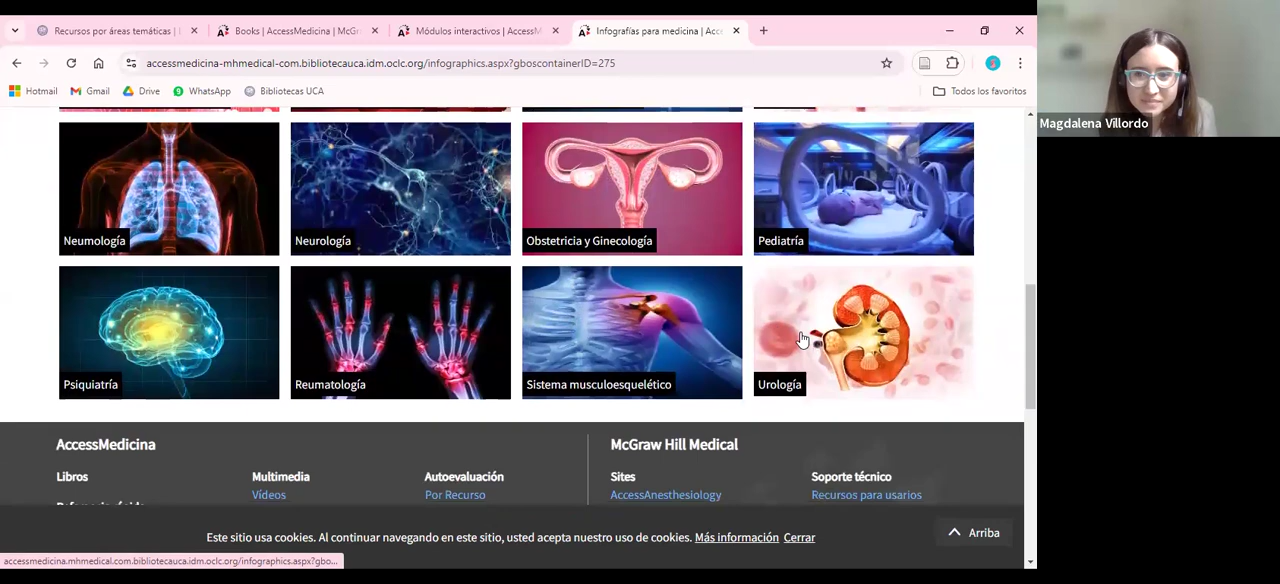 Recursos por áreas temáticas |
Books | AccessMedicina | McGr
Módulos interactivos | AccessM
Infografías para medicina | Acce
accessmedicina-mhmedical-com.bibliotecauca.idm.oclc.org/infographics.aspx?gboscontainerID=275
Hotmail
Gmail
Drive
WhatsApp
Bibliotecas UCA
Todos los favoritos
Magdalena Villordo
Neumología
Neurología
Obstetricia y Ginecología
Pediatría
Psiquiatría
Reumatología
Sistema musculoesquelético
Urología
AccessMedicina
McGraw Hill Medical
Libros
Multimedia
Autoevaluación
Sites
Soporte técnico
Vídeos
Por Recurso
AccessAnesthesiology
Recursos para usarios
Este sitio usa cookies. Al continuar navegando en este sitio, usted acepta nuestro uso de cookies. Más información Cerrar
Arriba
accessmedicina.mhmedical.com.bibliotecauca.idm.oclc.org/infographics.aspx?gbo...